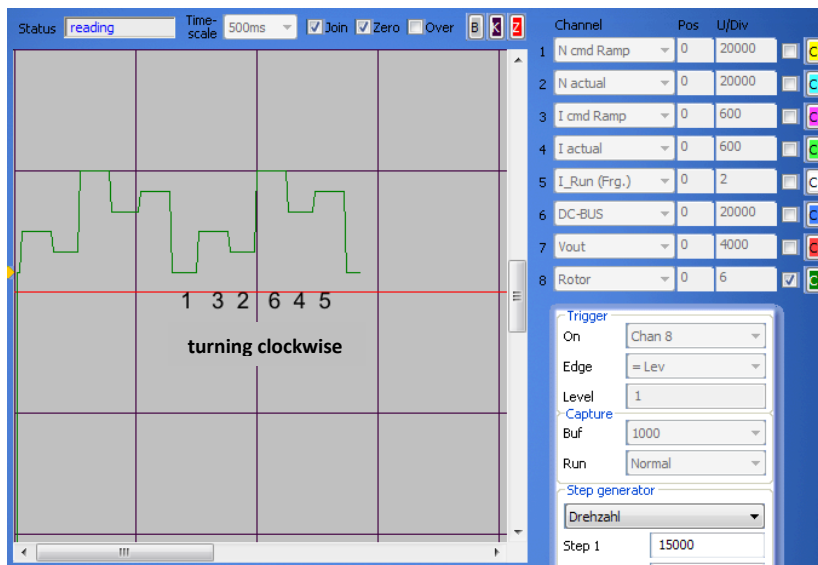 Status reading Time-scale 500ms Join Zero Over B K Z
Channel Pos U/Div
1 N cmd Ramp 0 20000 C
2 N actual 0 20000 C
3 I cmd Ramp 0 600 C
4 I actual 0 600 C
5 I_Run (Frg.) 0 2 C
6 DC-BUS 0 20000 C
7 Vout 0 4000 C
8 Rotor 0 6 C
1 3 2 6 4 5
turning clockwise
Trigger
On Chan 8
Edge = Lev
Level 1
Capture
Buf 1000
Run Normal
Step generator
Drehzahl
Step 1 15000